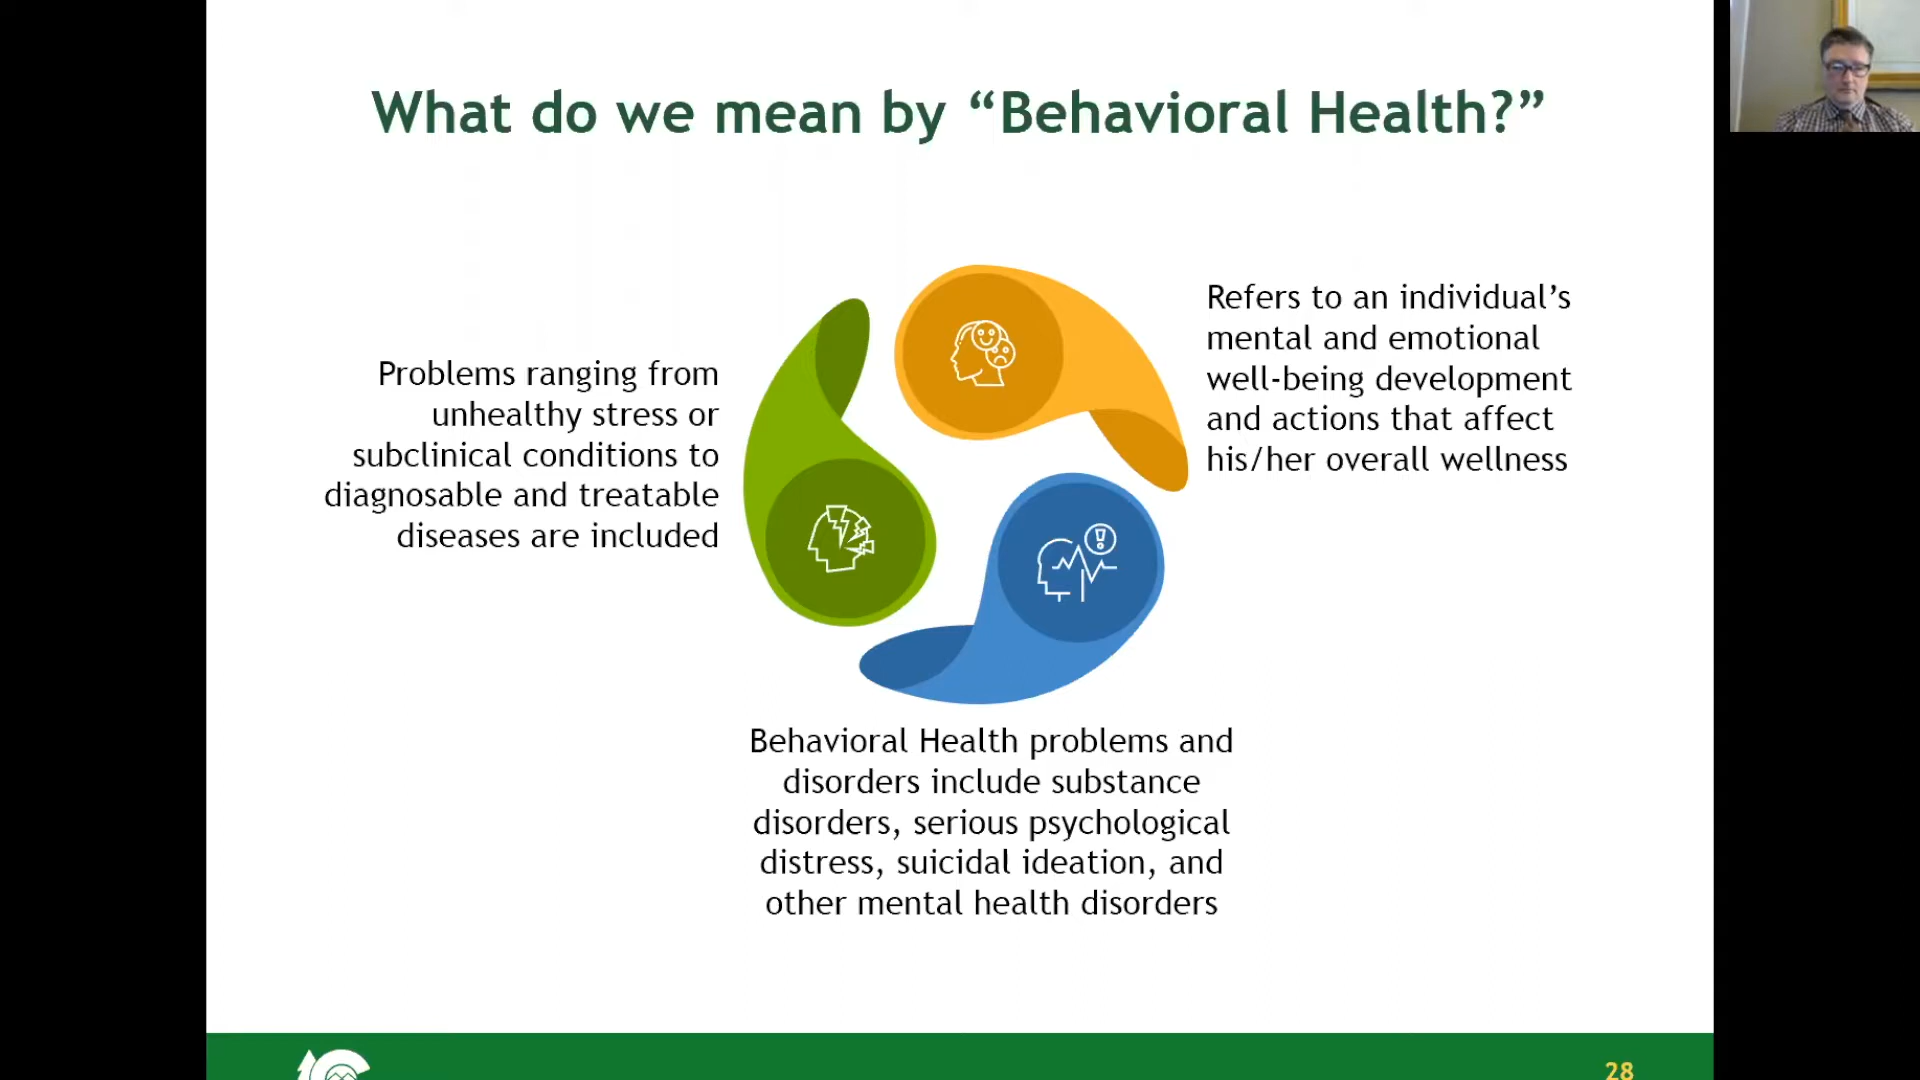 What do we mean by “Behavioral Health?”
Refers to an individual’s
mental and emotional
well-being development
and actions that affect
his/her overall wellness
Problems ranging from
unhealthy stress or
subclinical conditions to
diagnosable and treatable
diseases are included
Behavioral Health problems and
disorders include substance
disorders, serious psychological
distress, suicidal ideation, and
other mental health disorders
28